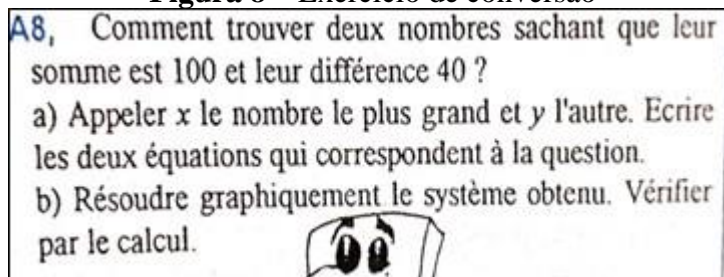 Figura 8 – Exercício de conversão
A8, Comment trouver deux nombres sachant que leur
somme est 100 et leur différence 40 ?
a) Appeler x le nombre le plus grand et y l'autre. Ecrire
les deux équations qui correspondent à la question.
b) Résoudre graphiquement le système obtenu. Vérifier
par le calcul.